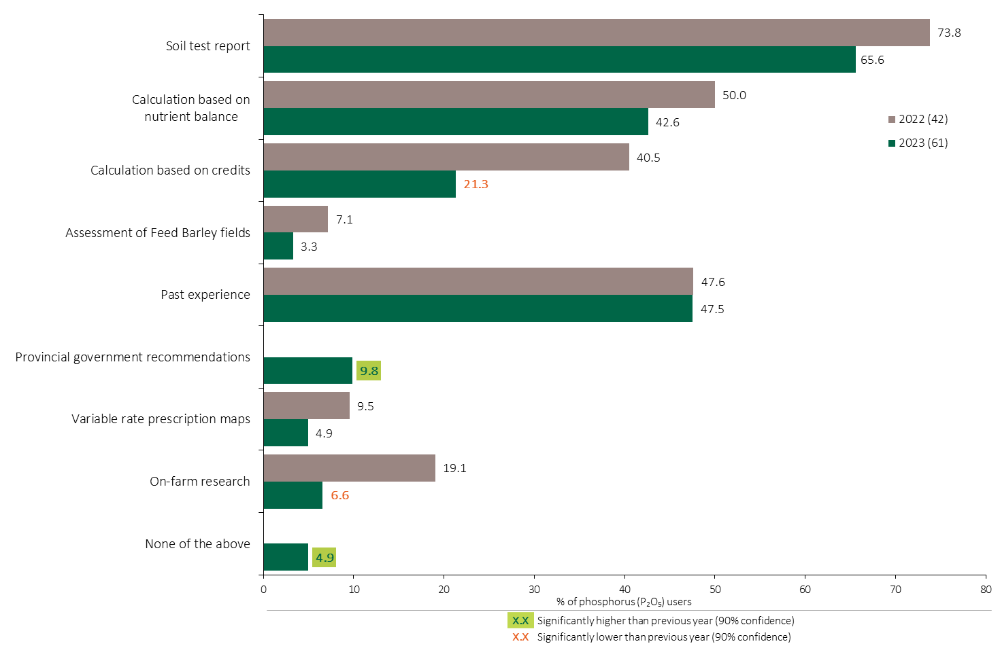 Soil test report
73.8
65.6
Calculation based on
nutrient balance
50.0
42.6
2022 (42)
2023 (61)
Calculation based on credits
40.5
21.3
Assessment of Feed Barley fields
7.1
3.3
Past experience
47.6
47.5
Provincial government recommendations
9.8
Variable rate prescription maps
9.5
4.9
On-farm research
19.1
6.6
None of the above
4.9
0 10 20 30 40 50 60 70 80
% of phosphorus (P₂O₅) users
X.X Significantly higher than previous year (90% confidence)
X.X Significantly lower than previous year (90% confidence)